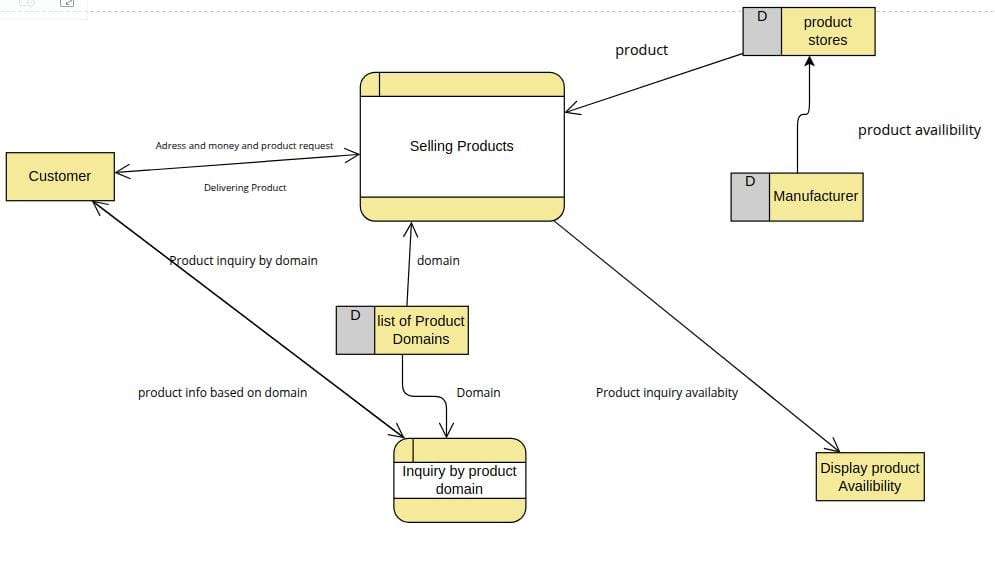 D
product
stores
product
product availibility
Adress and money and product request
Selling Products
Customer
Delivering Product
D
Manufacturer
Product inquiry by domain
domain
D
list of Product
Domains
product info based on domain
Domain
Product inquiry availabity
Inquiry by product
domain
Display product
Availibility